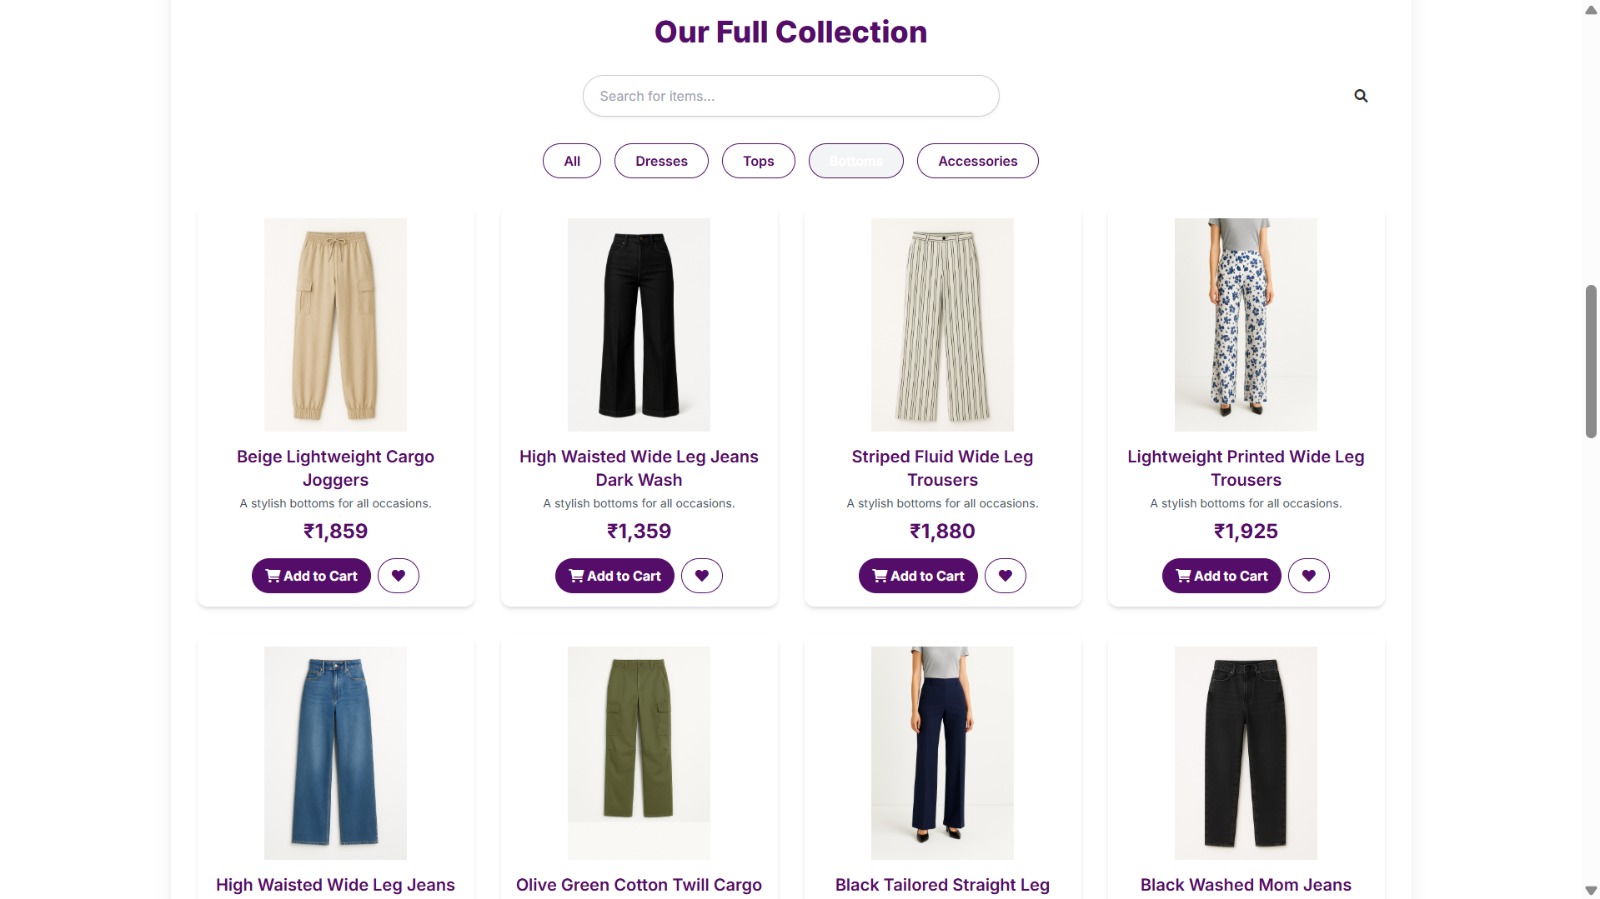 Our Full Collection
Search for items...
All
Dresses
Tops
Bottoms
Accessories
Beige Lightweight Cargo
Joggers
A stylish bottoms for all occasions.
₹1,859
Add to Cart
High Waisted Wide Leg Jeans
Dark Wash
A stylish bottoms for all occasions.
₹1,359
Add to Cart
Striped Fluid Wide Leg
Trousers
A stylish bottoms for all occasions.
₹1,880
Add to Cart
Lightweight Printed Wide Leg
Trousers
A stylish bottoms for all occasions.
₹1,925
Add to Cart
High Waisted Wide Leg Jeans
Olive Green Cotton Twill Cargo
Black Tailored Straight Leg
Black Washed Mom Jeans